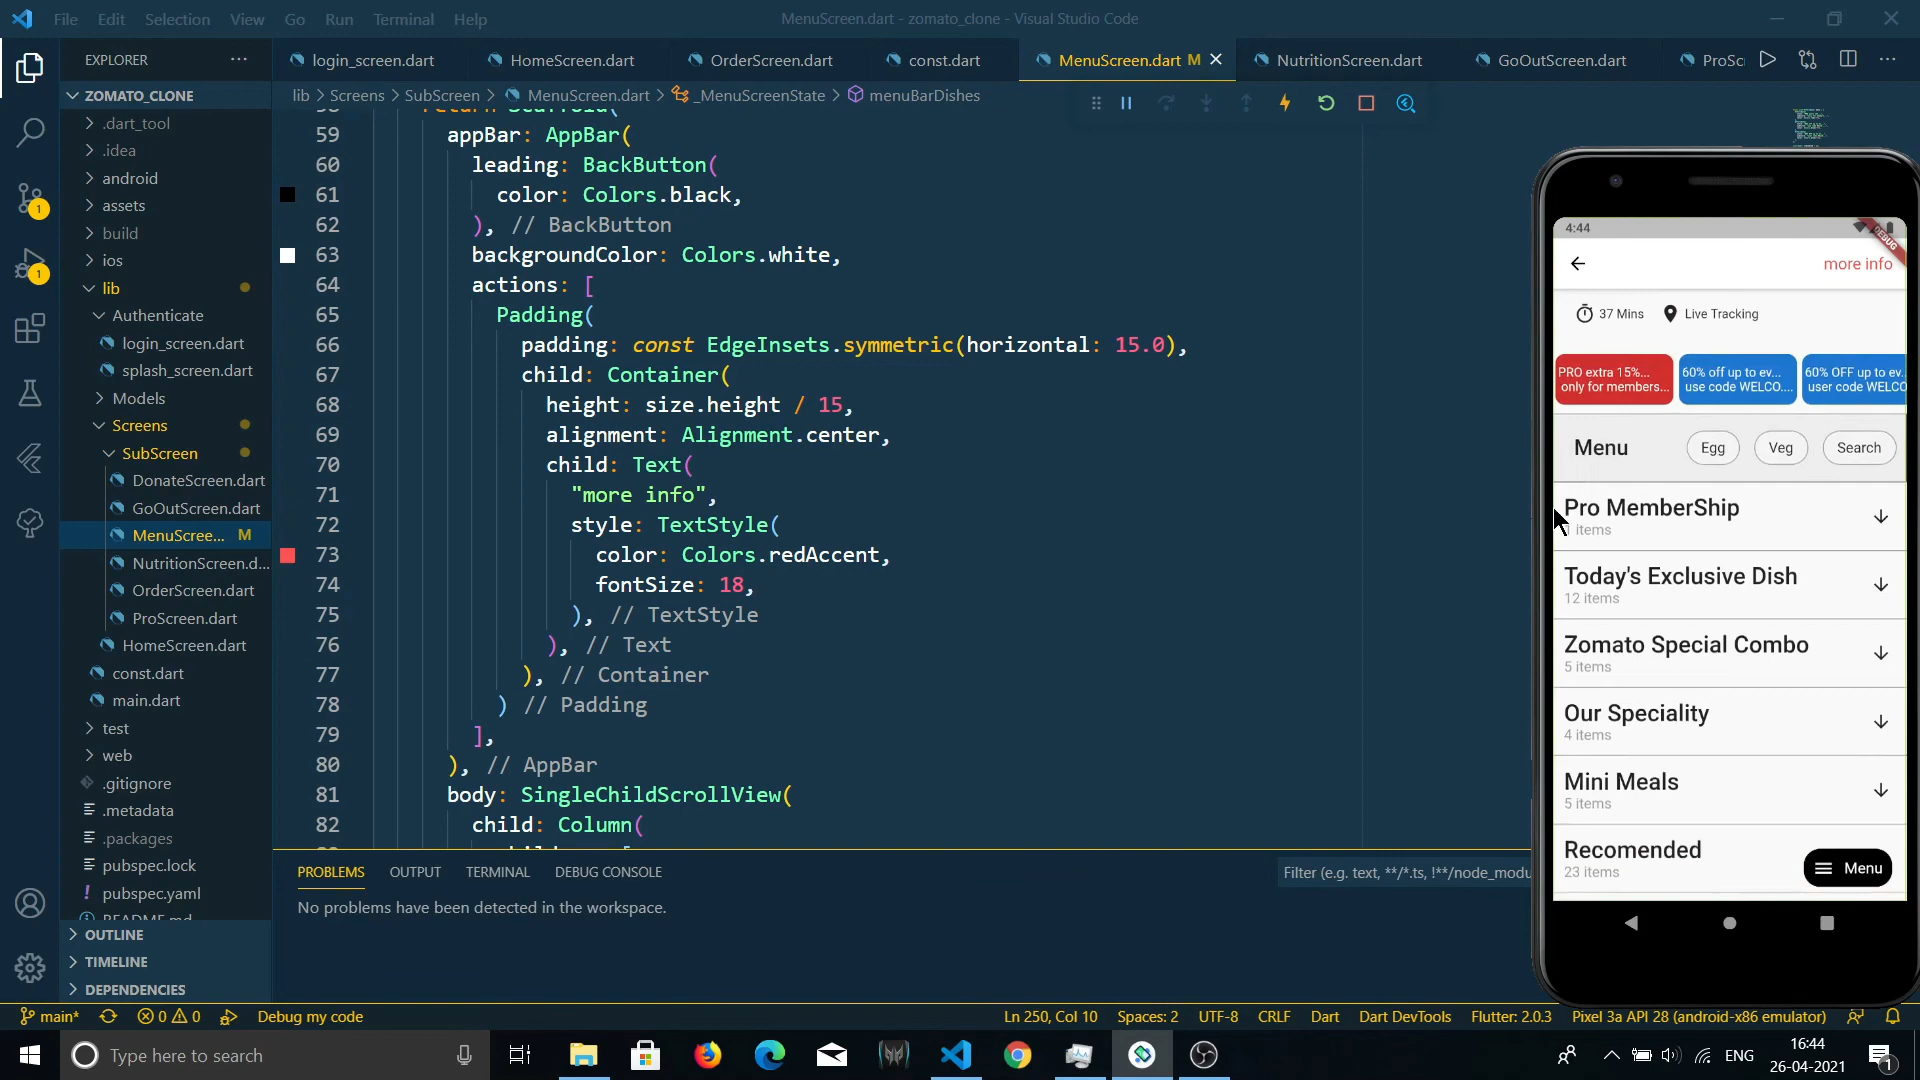 File Edit Selection View Go Run Terminal Help
MenuScreen.dart - zomato_clone - Visual Studio Code
EXPLORER
login_screen.dart HomeScreen.dart OrderScreen.dart const.dart MenuScreen.dart M NutritionScreen.dart GoOutScreen.dart ProSc
lib > Screens > SubScreen > MenuScreen.dart > _MenuScreenState > menuBarDishes
ZOMATO_CLONE
.dart_tool
.idea
android
assets
build
ios
lib
Authenticate
login_screen.dart
splash_screen.dart
Models
Screens
SubScreen
DonateScreen.dart
GoOutScreen.dart
MenuScree... M
NutritionScreen.d...
OrderScreen.dart
ProScreen.dart
HomeScreen.dart
const.dart
main.dart
test
web
.gitignore
.metadata
.packages
pubspec.lock
pubspec.yaml
README.md
OUTLINE
TIMELINE
DEPENDENCIES
59 appBar: AppBar(
60 leading: BackButton(
61 color: Colors.black,
62 ), // BackButton
63 backgroundColor: Colors.white,
64 actions: [
65 Padding(
66 padding: const EdgeInsets.symmetric(horizontal: 15.0),
67 child: Container(
68 height: size.height / 15,
69 alignment: Alignment.center,
70 child: Text(
71 "more info",
72 style: TextStyle(
73 color: Colors.redAccent,
74 fontSize: 18,
75 ), // TextStyle
76 ), // Text
77 ), // Container
78 ) // Padding
79 ],
80 ), // AppBar
81 body: SingleChildScrollView(
82 child: Column(
PROBLEMS OUTPUT TERMINAL DEBUG CONSOLE
Filter (e.g. text, **/*.ts, !**/node_modu
No problems have been detected in the workspace.
4:44
DEBUG
more info
37 Mins Live Tracking
PRO extra 15%...
only for members...
60% off up to ev...
use code WELCO....
60% OFF up to ev..
user code WELCO
Menu Egg Veg Search
Pro MemberShip
items
Today's Exclusive Dish
12 items
Zomato Special Combo
5 items
Our Speciality
4 items
Mini Meals
5 items
Recomended
23 items
Menu
main* 0 0 Debug my code
Ln 250, Col 10 Spaces: 2 UTF-8 CRLF Dart Dart DevTools Flutter: 2.0.3 Pixel 3a API 28 (android-x86 emulator)
Type here to search
ENG
16:44
26-04-2021
1